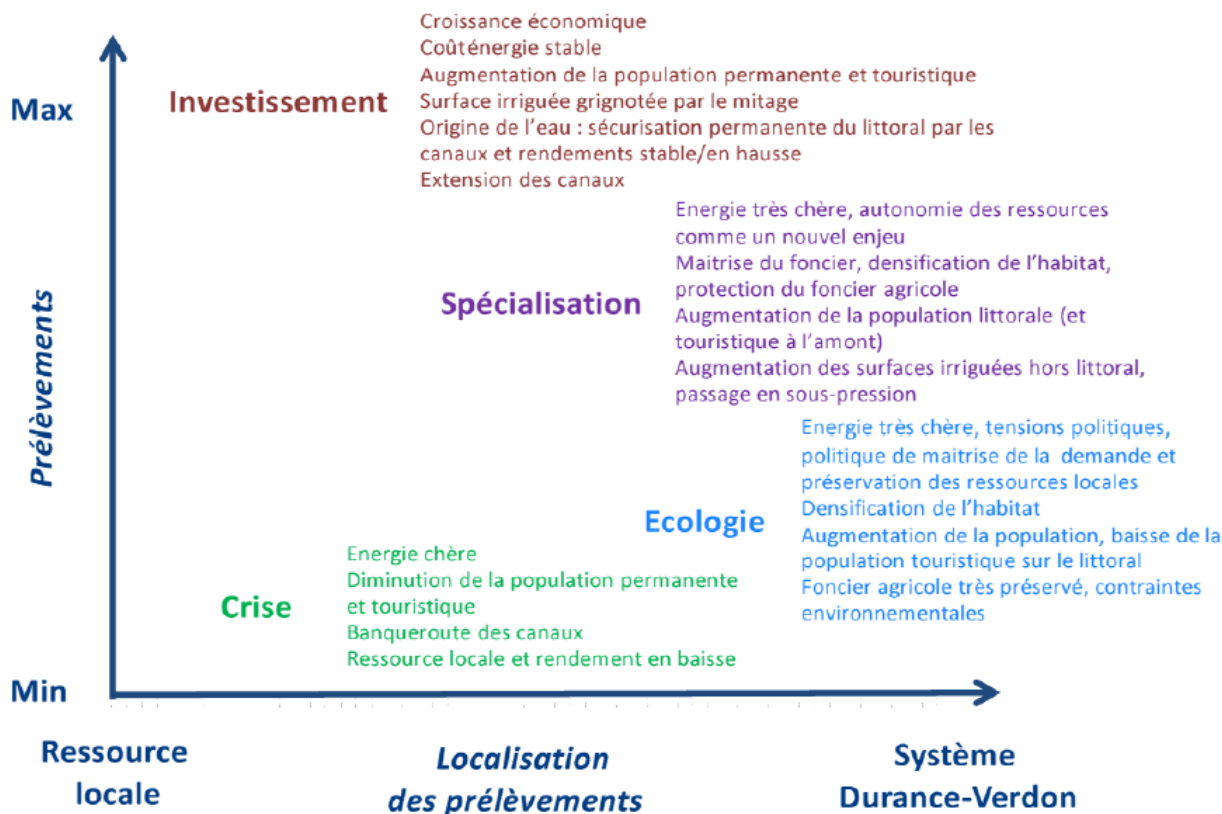 Croissance économique
Coûténergie stable
Augmentation de la population permanente et touristique
Surface irriguée grignotée par le mitage
Origine de l'eau : sécurisation permanente du littoral par les
canaux et rendements stable/en hausse
Extension des canaux
Max
Investissement
Energie très chère, autonomie des ressources
comme un nouvel enjeu
Maitrise du foncier, densification de l'habitat,
protection du foncier agricole
Augmentation de la population littorale (et
touristique à l'amont)
Augmentation des surfaces irriguées hors littoral,
passage en sous-pression
Spécialisation
Prélèvements
Energie très chère, tensions politiques,
politique de maitrise de la demande et
préservation des ressources locales
Densification de l'habitat
Augmentation de la population, baisse de la
population touristique sur le littoral
Foncier agricole très préservé, contraintes
environnementales
Ecologie
Energie chère
Diminution de la population permanente
et touristique
Banqueroute des canaux
Ressource locale et rendement en baisse
Crise
Min
Ressource
locale
Localisation
des prélèvements
Système
Durance-Verdon